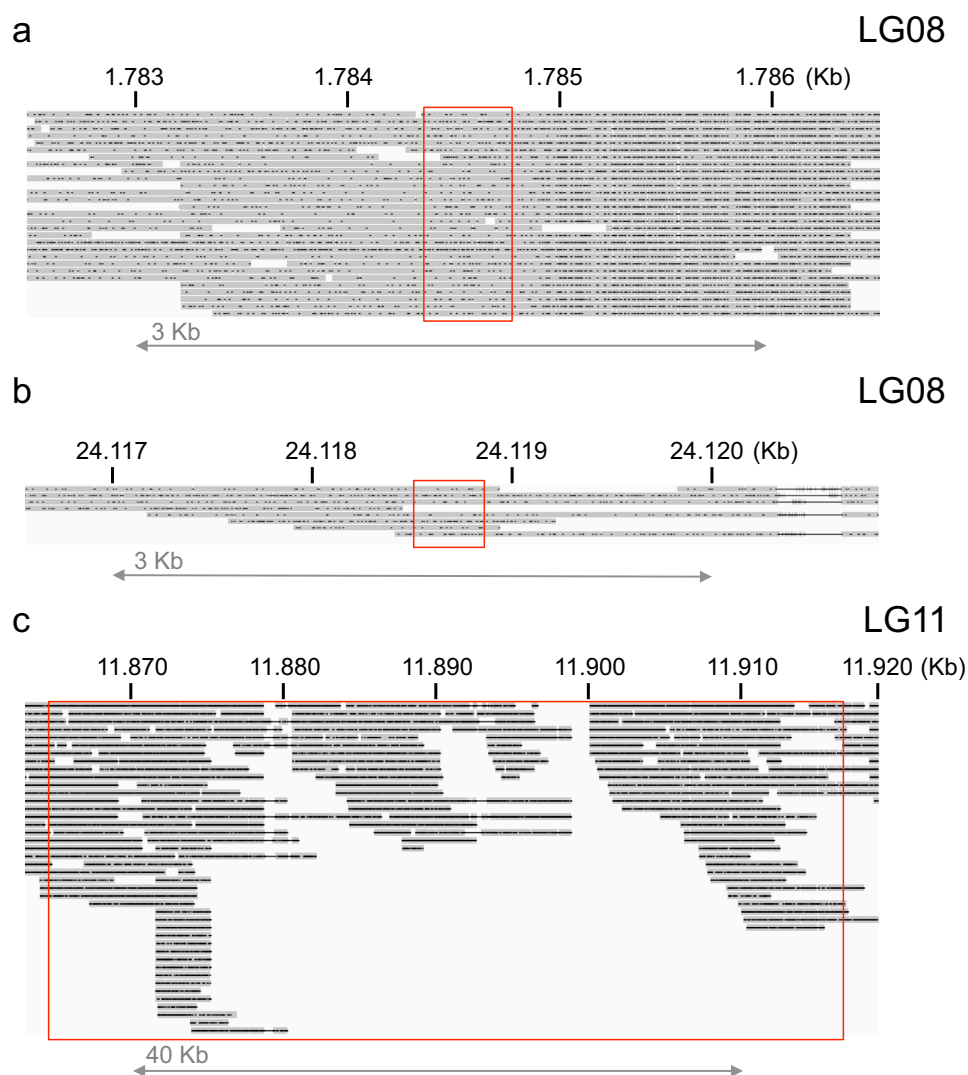 a LG08
1.783 1.784 1.785 1.786 (Kb)
3 Kb
b LG08
24.117 24.118 24.119 24.120 (Kb)
3 Kb
c LG11
11.870 11.880 11.890 11.900 11.910 11.920 (Kb)
40 Kb